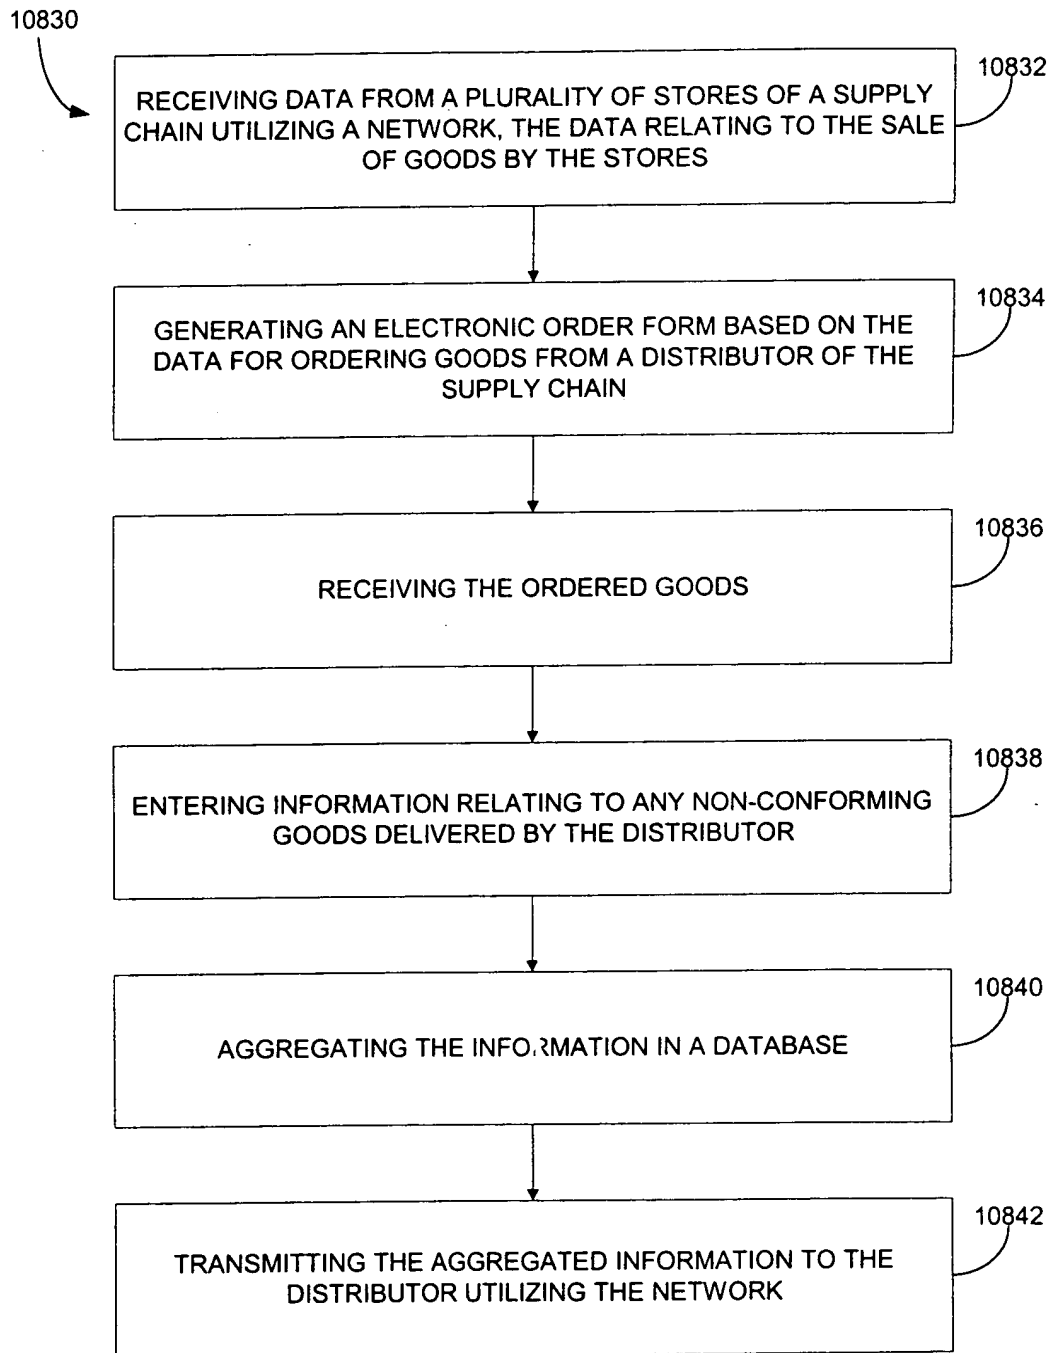 10830
10832
RECEIVING DATA FROM A PLURALITY OF STORES OF A SUPPLY
CHAIN UTILIZING A NETWORK, THE DATA RELATING TO THE SALE
OF GOODS BY THE STORES
10834
GENERATING AN ELECTRONIC ORDER FORM BASED ON THE
DATA FOR ORDERING GOODS FROM A DISTRIBUTOR OF THE
SUPPLY CHAIN
10836
RECEIVING THE ORDERED GOODS
10838
ENTERING INFORMATION RELATING TO ANY NON-CONFORMING
GOODS DELIVERED BY THE DISTRIBUTOR
10840
AGGREGATING THE INFORMATION IN A DATABASE
10842
TRANSMITTING THE AGGREGATED INFORMATION TO THE
DISTRIBUTOR UTILIZING THE NETWORK